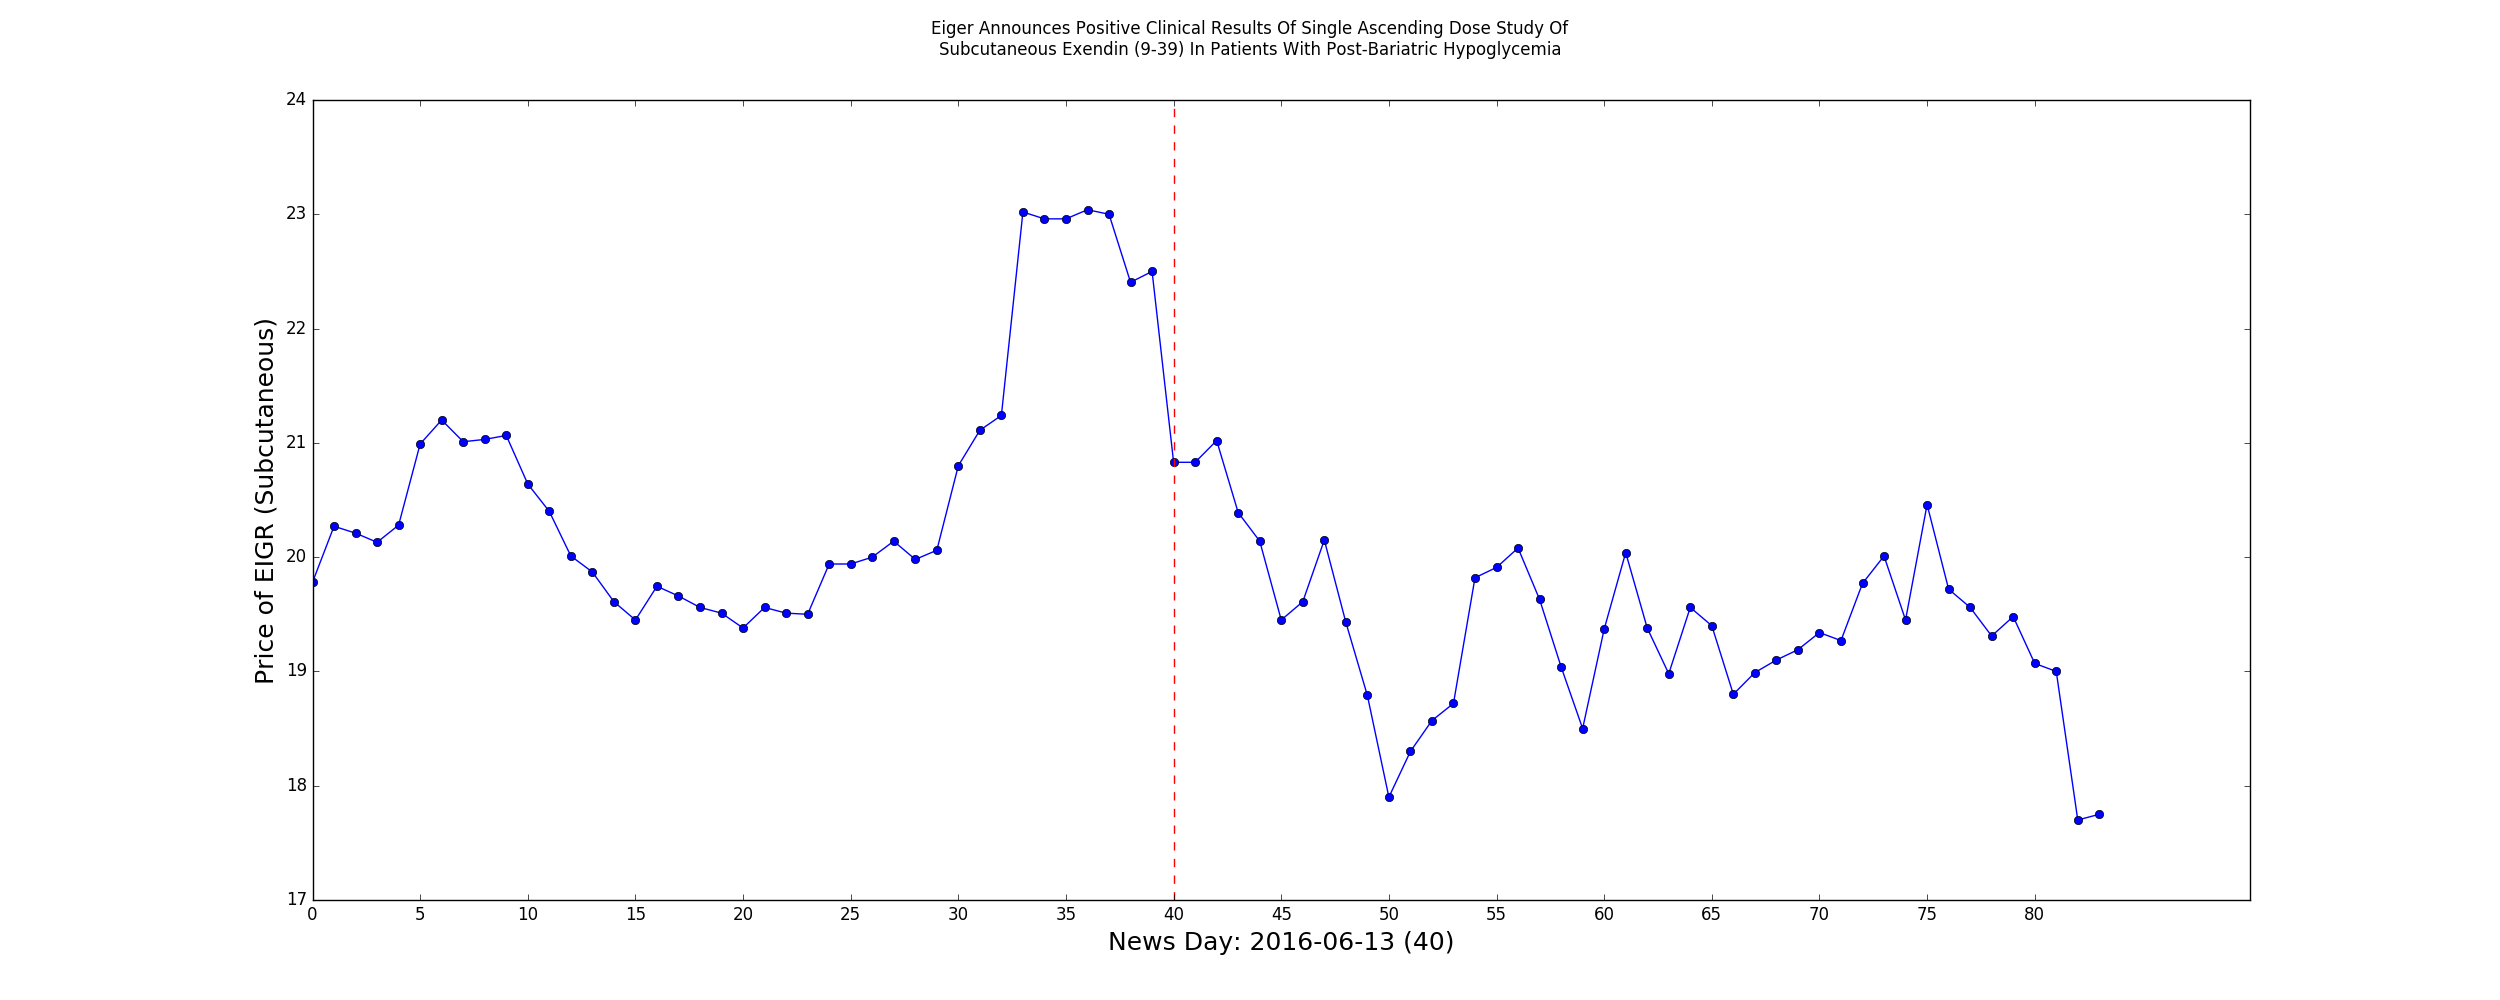 Eiger Announces Positive Clinical Results Of Single Ascending Dose Study Of
Subcutaneous Exendin (9-39) In Patients With Post-Bariatric Hypoglycemia
24
23
22
21
20
19
18
17
Price of EIGR (Subcutaneous)
0 5 10 15 20 25 30 35 40 45 50 55 60 65 70 75 80
News Day: 2016-06-13 (40)